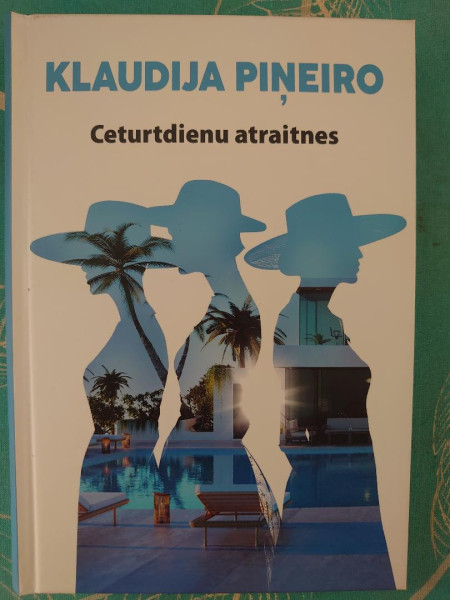 KLAUDIJA PIŅEIRO
Ceturtdienu atraitnes